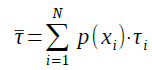 τ̅ = ∑_{i=1}^{N} p(x_i)·τ_i